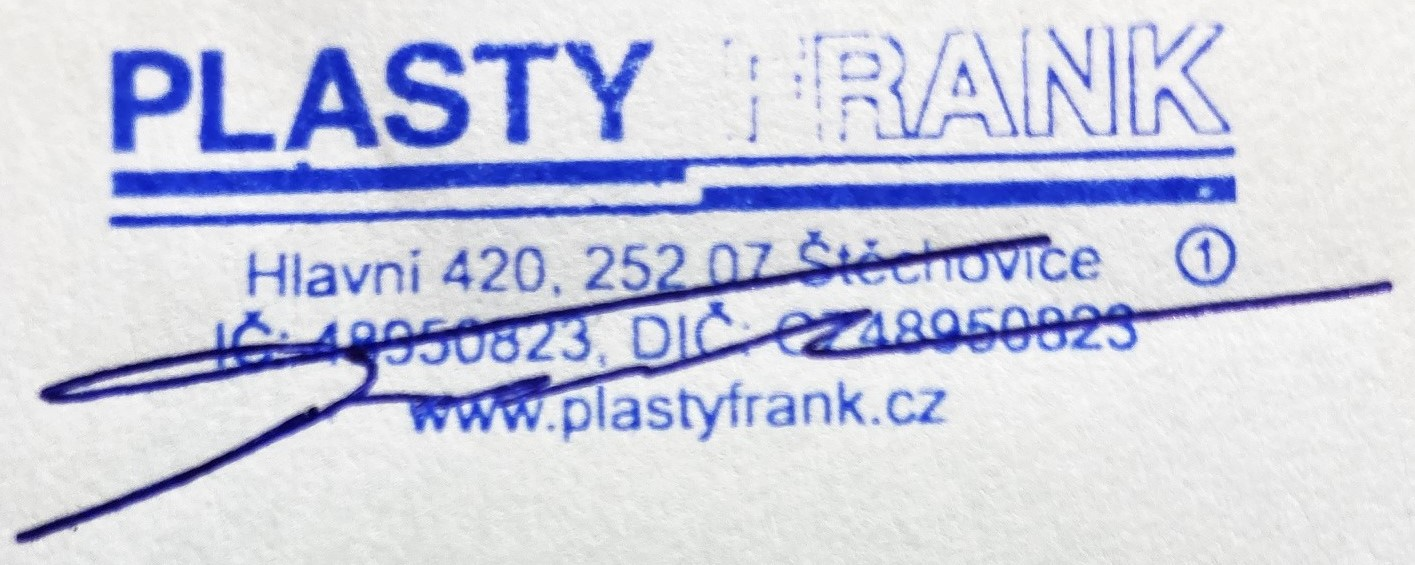 PLASTY FRANK
Hlavní 420, 252 07 Štěchovice ①
IČ: 48950823, DIČ: CZ48950823
www.plastyfrank.cz